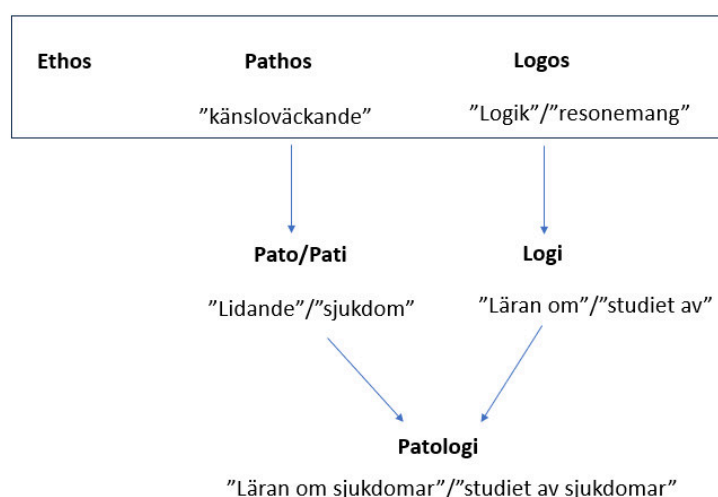 Ethos Pathos Logos
”känsloväckande” ”Logik”/”resonemang”
Pato/Pati Logi
”Lidande”/”sjukdom” ”Läran om”/”studiet av”
Patologi
”Läran om sjukdomar”/”studiet av sjukdomar”